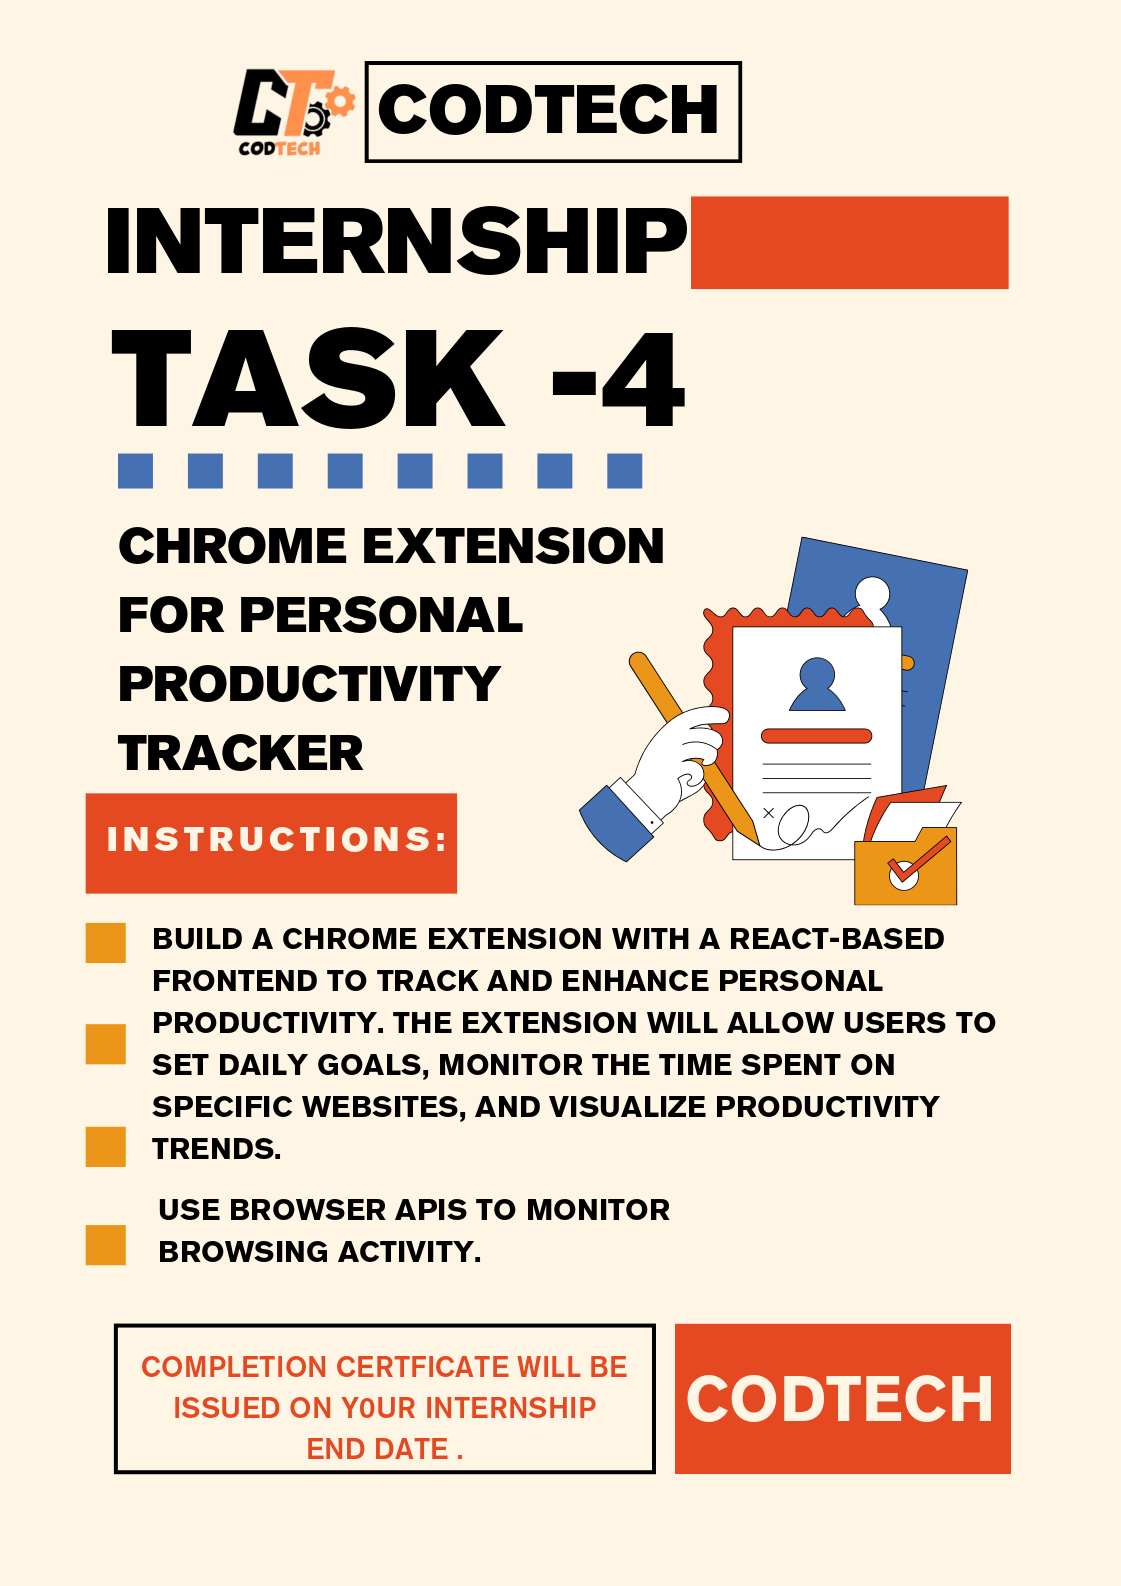 CT
CODTECH
CODTECH
INTERNSHIP
TASK -4
CHROME EXTENSION
FOR PERSONAL
PRODUCTIVITY
TRACKER
INSTRUCTIONS:
BUILD A CHROME EXTENSION WITH A REACT-BASED
FRONTEND TO TRACK AND ENHANCE PERSONAL
PRODUCTIVITY. THE EXTENSION WILL ALLOW USERS TO
SET DAILY GOALS, MONITOR THE TIME SPENT ON
SPECIFIC WEBSITES, AND VISUALIZE PRODUCTIVITY
TRENDS.
USE BROWSER APIS TO MONITOR
BROWSING ACTIVITY.
COMPLETION CERTFICATE WILL BE
ISSUED ON Y0UR INTERNSHIP
END DATE .
CODTECH